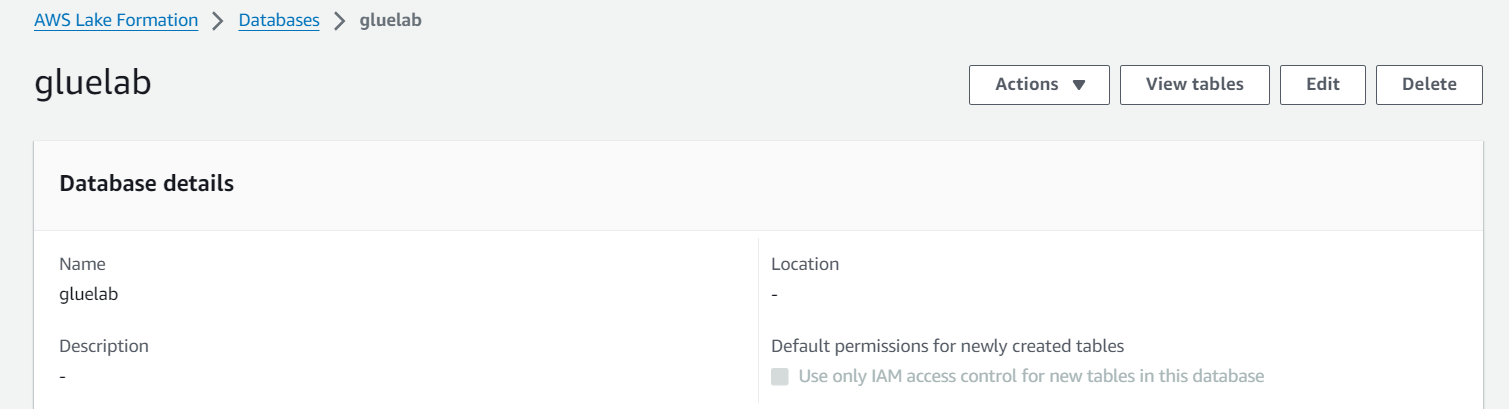 AWS Lake Formation > Databases > gluelab
gluelab
Actions ▼ View tables Edit Delete
Database details
Name
gluelab
Location
-
Description
-
Default permissions for newly created tables
Use only IAM access control for new tables in this database